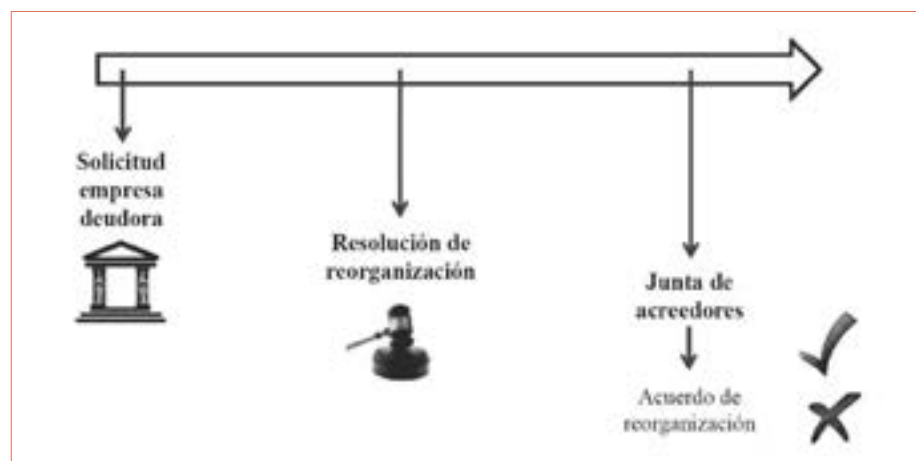 Solicitud
empresa
deudora
Resolución de
reorganización
Junta de
acreedores
Acuerdo de
reorganización